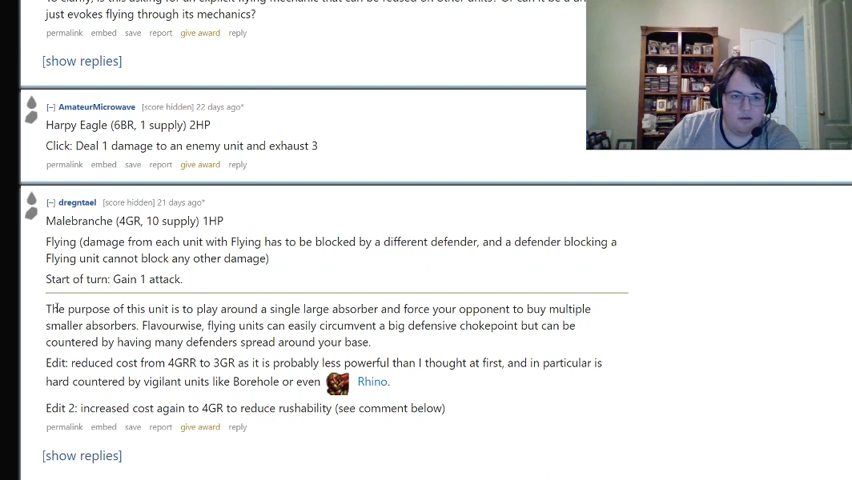 just evokes flying through its mechanics?
permalink embed save report give award reply
[show replies]
[–] AmateurMicrowave [score hidden] 22 days ago*
Harpy Eagle (6BR, 1 supply) 2HP
Click: Deal 1 damage to an enemy unit and exhaust 3
permalink embed save report give award reply
[–] dregntael [score hidden] 21 days ago*
Malebranche (4GR, 10 supply) 1HP
Flying (damage from each unit with Flying has to be blocked by a different defender, and a defender blocking a
Flying unit cannot block any other damage)
Start of turn: Gain 1 attack.
The purpose of this unit is to play around a single large absorber and force your opponent to buy multiple
smaller absorbers. Flavourwise, flying units can easily circumvent a big defensive chokepoint but can be
countered by having many defenders spread around your base.
Edit: reduced cost from 4GRR to 3GR as it is probably less powerful than I thought at first, and in particular is
hard countered by vigilant units like Borehole or even Rhino.
Edit 2: increased cost again to 4GR to reduce rushability (see comment below)
permalink embed save report give award reply
[show replies]